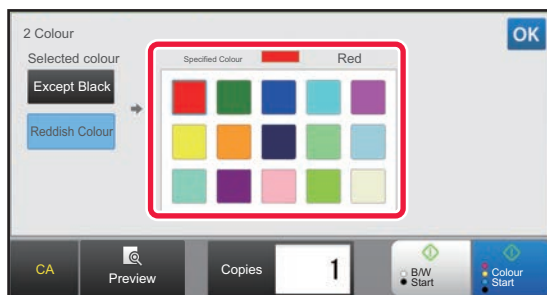 2 Colour
OK
Selected colour
Specified Colour
Red
Except Black
Reddish Colour
CA
Preview
Copies
1
B/W
Start
Colour
Start